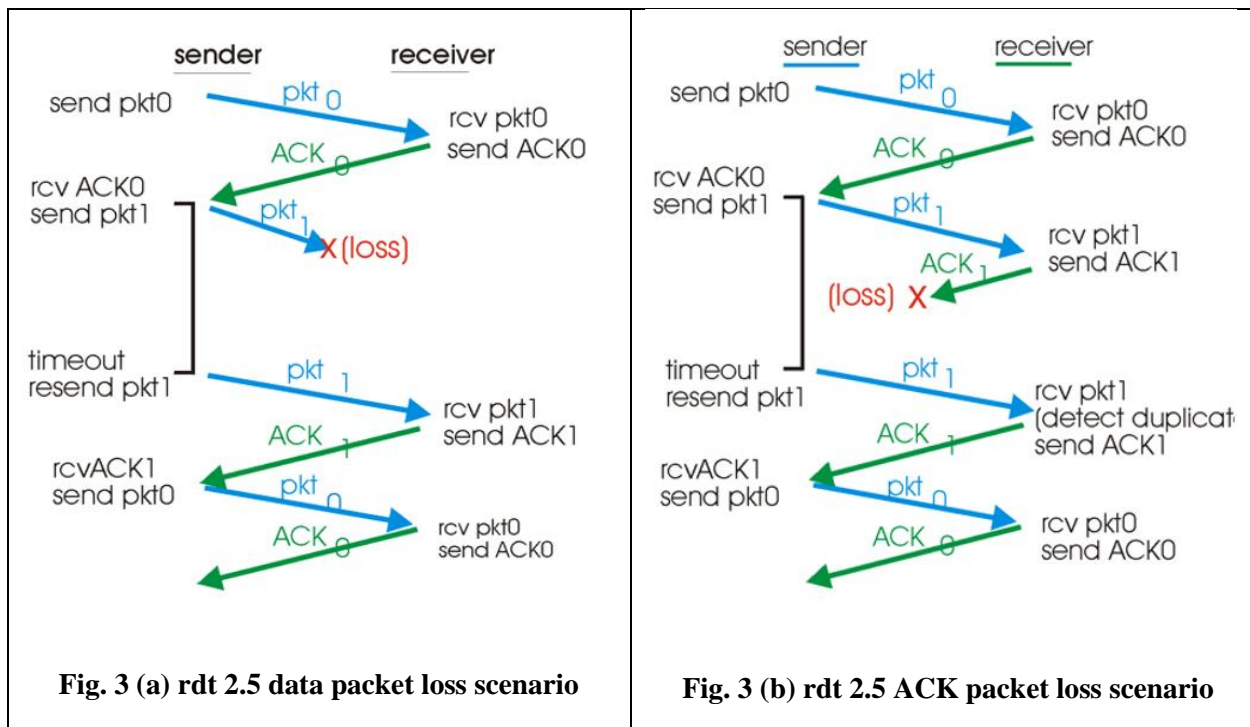 sender receiver
send pkt0
pkt 0
rcv pkt0
send ACK0
ACK 0
rcv ACK0
send pkt1
pkt 1
X (loss)
timeout
resend pkt1
pkt 1
rcv pkt1
send ACK1
ACK 1
rcvACK1
send pkt0
pkt 0
rcv pkt0
send ACK0
ACK 0
Fig. 3 (a) rdt 2.5 data packet loss scenario
sender receiver
send pkt0
pkt 0
rcv pkt0
send ACK0
ACK 0
rcv ACK0
send pkt1
pkt 1
rcv pkt1
send ACK1
ACK 1
(loss) X
timeout
resend pkt1
pkt 1
rcv pkt1
(detect duplicat
send ACK1
ACK 1
rcvACK1
send pkt0
pkt 0
rcv pkt0
send ACK0
ACK 0
Fig. 3 (b) rdt 2.5 ACK packet loss scenario